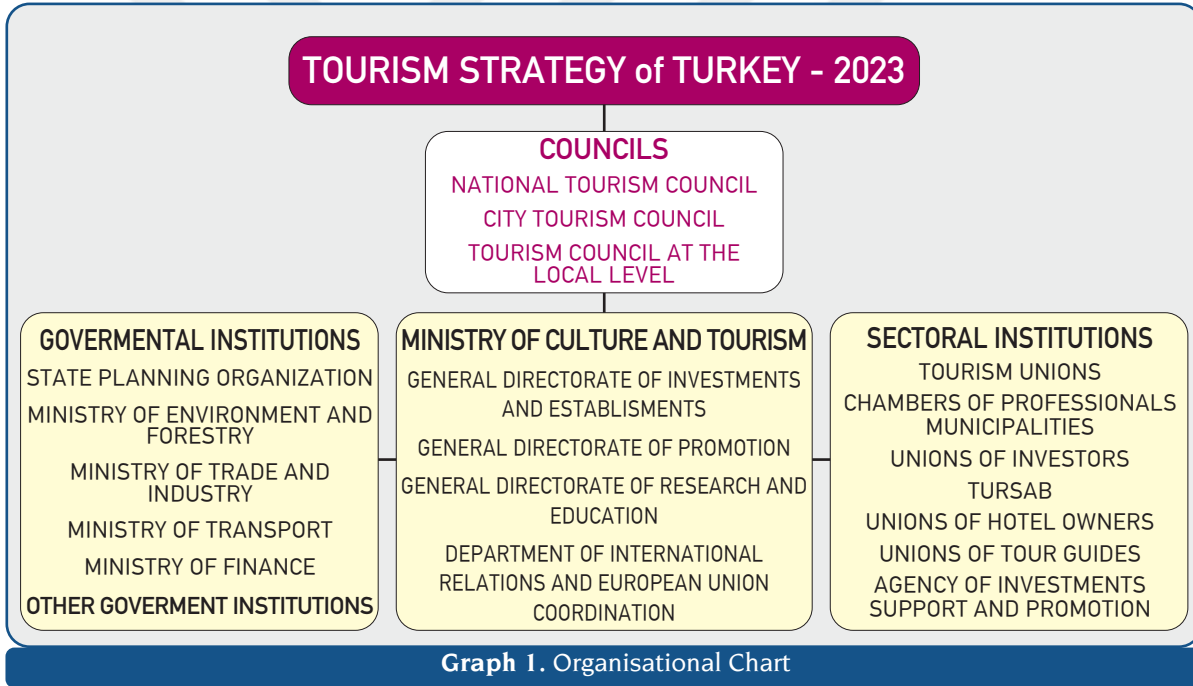 TOURISM STRATEGY of TURKEY - 2023
COUNCILS
NATIONAL TOURISM COUNCIL
CITY TOURISM COUNCIL
TOURISM COUNCIL AT THE
LOCAL LEVEL
GOVERMENTAL INSTITUTIONS
STATE PLANNING ORGANIZATION
MINISTRY OF ENVIRONMENT AND
FORESTRY
MINISTRY OF TRADE AND
INDUSTRY
MINISTRY OF TRANSPORT
MINISTRY OF FINANCE
OTHER GOVERMENT INSTITUTIONS
MINISTRY OF CULTURE AND TOURISM
GENERAL DIRECTORATE OF INVESTMENTS
AND ESTABLISMENTS
GENERAL DIRECTORATE OF PROMOTION
GENERAL DIRECTORATE OF RESEARCH AND
EDUCATION
DEPARTMENT OF INTERNATIONAL
RELATIONS AND EUROPEAN UNION
COORDINATION
SECTORAL INSTITUTIONS
TOURISM UNIONS
CHAMBERS OF PROFESSIONALS
MUNICIPALITIES
UNIONS OF INVESTORS
TURSAB
UNIONS OF HOTEL OWNERS
UNIONS OF TOUR GUIDES
AGENCY OF INVESTMENTS
SUPPORT AND PROMOTION
Graph 1. Organisational Chart